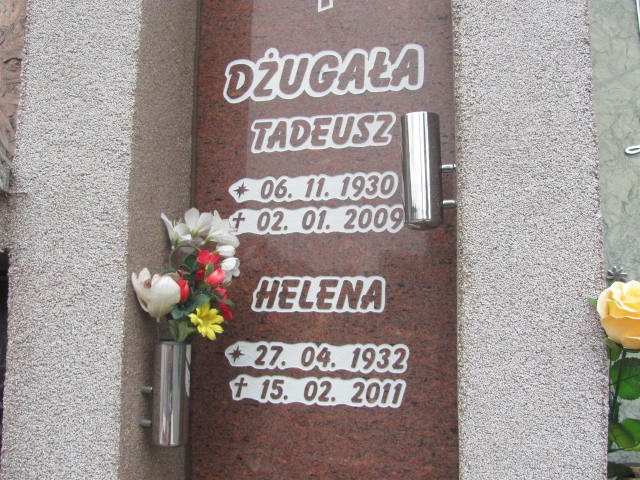 DŻUGAŁA
TADEUSZ
* 06. 11. 1930
† 02. 01. 2009
HELENA
* 27. 04. 1932
† 15. 02. 2011